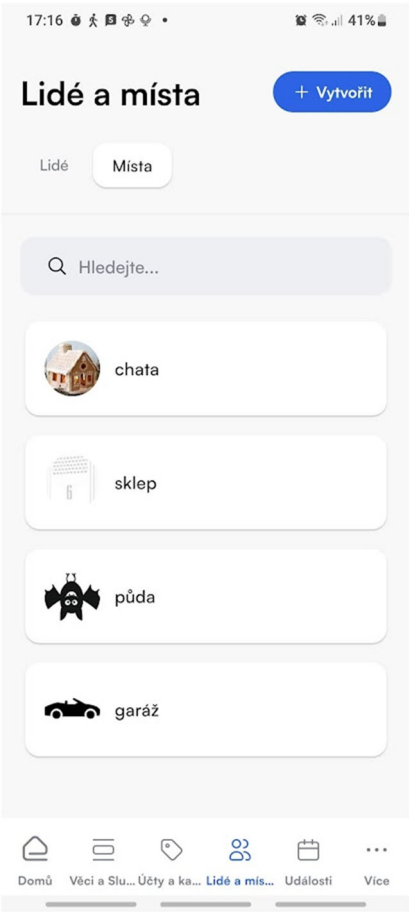 17:16 41%
Lidé a místa
+ Vytvořit
Lidé Místa
Hledejte...
chata
6
sklep
půda
garáž
Domů Věci a Slu... Účty a ka... Lidé a mís... Události Více